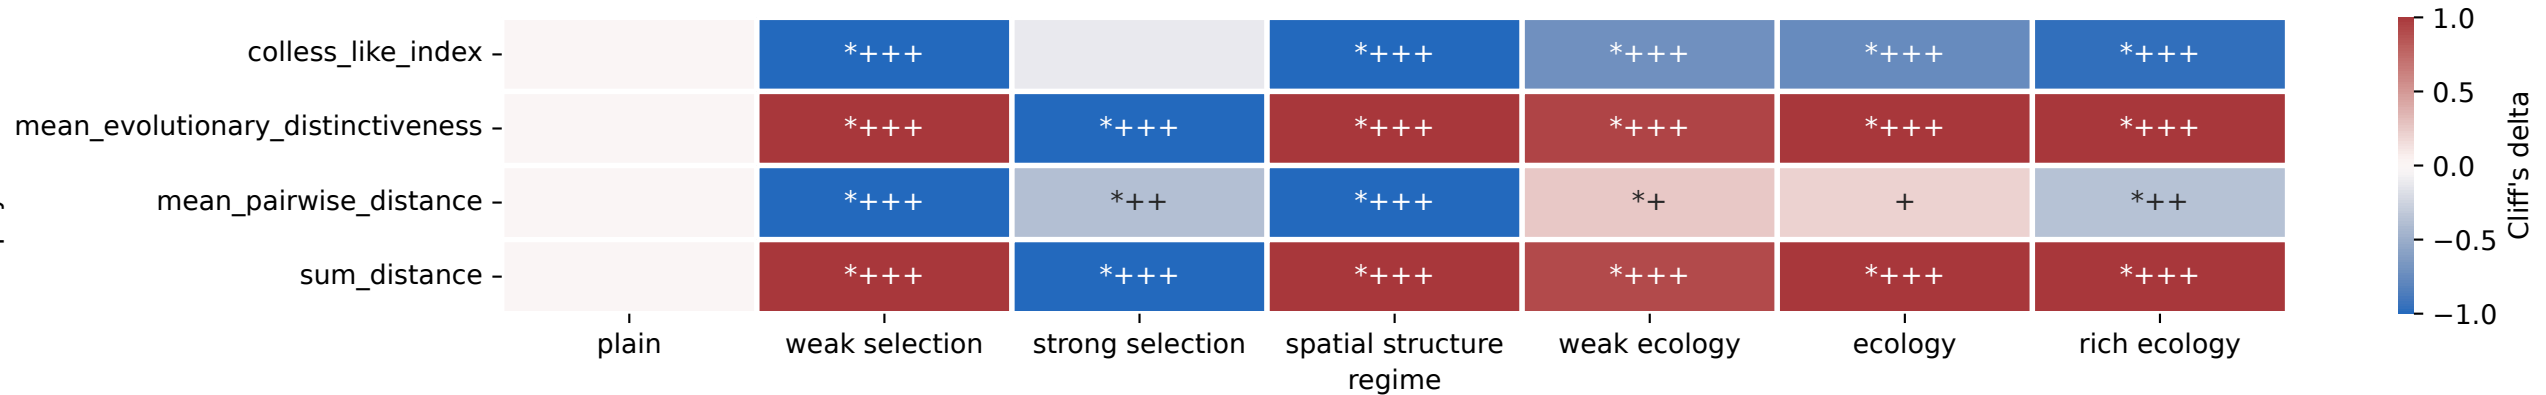 colless_like_index *+++ *+++ *+++ *+++ *+++
mean_evolutionary_distinctiveness *+++ *+++ *+++ *+++ *+++ *+++
mean_pairwise_distance *+++ *++ *+++ *+ + *++
sum_distance *+++ *+++ *+++ *+++ *+++ *+++
plain weak selection strong selection spatial structure weak ecology ecology rich ecology
regime
1.0
0.5
0.0
−0.5
−1.0
Cliff's delta